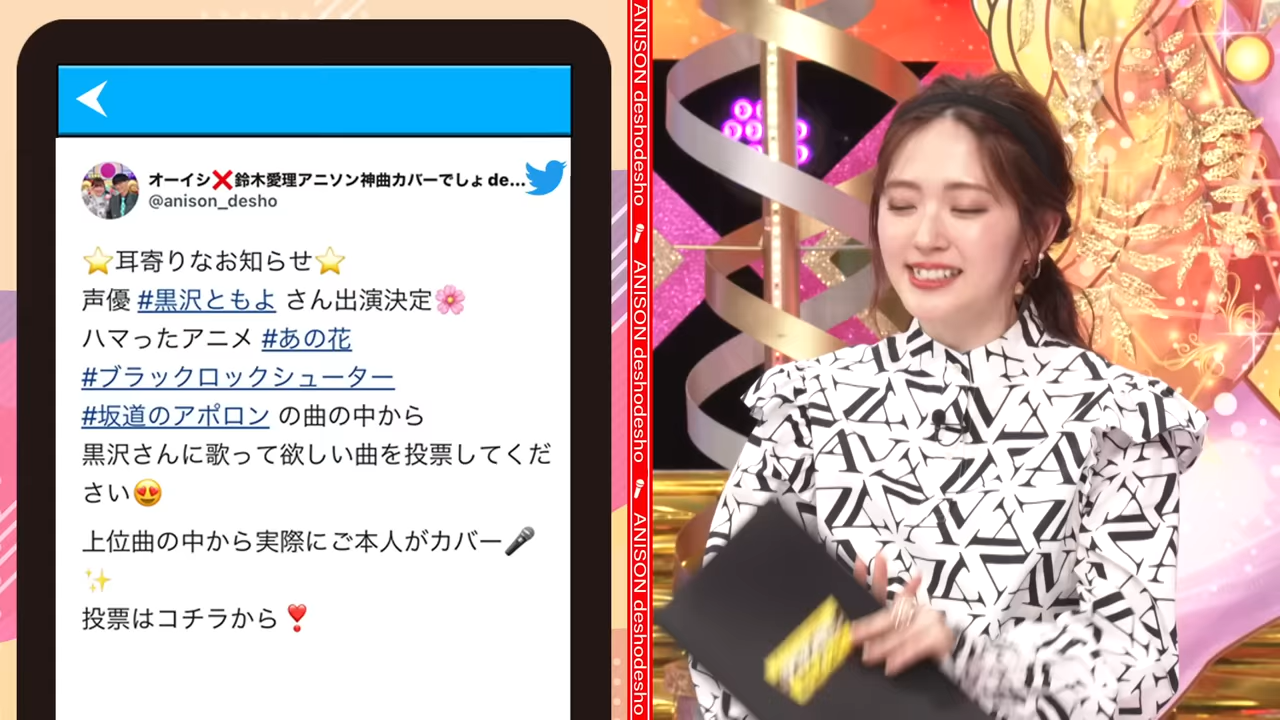 オーイシ❌鈴木愛理アニソン神曲カバーでしょ de...
@anison_desho
⭐耳寄りなお知らせ⭐
声優 #黒沢ともよ さん出演決定🌸
ハマったアニメ #あの花
#ブラックロックシューター
#坂道のアポロン の曲の中から
黒沢さんに歌って欲しい曲を投票してくだ
さい😍
上位曲の中から実際にご本人がカバー🎤
✨
投票はコチラから❣️
ANISON deshodesho
ANISON deshodesho
ANISON deshodesho